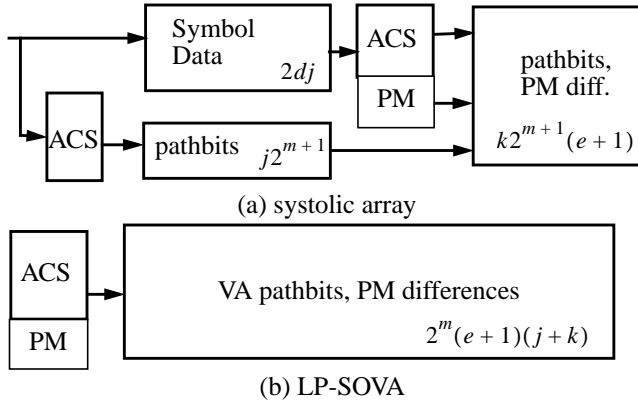 Symbol
Data
2dj
ACS
PM
pathbits,
PM diff.
k2^{m+1}(e+1)
ACS
pathbits
j2^{m+1}
(a) systolic array
ACS
PM
VA pathbits, PM differences
2^m(e+1)(j+k)
(b) LP-SOVA